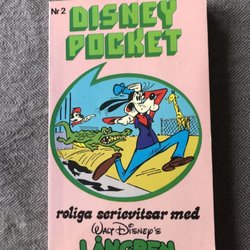 Nr 2
DISNEY
POCKET
roliga serievitsar med
WALT DISNEY'S
LÅNGBEN